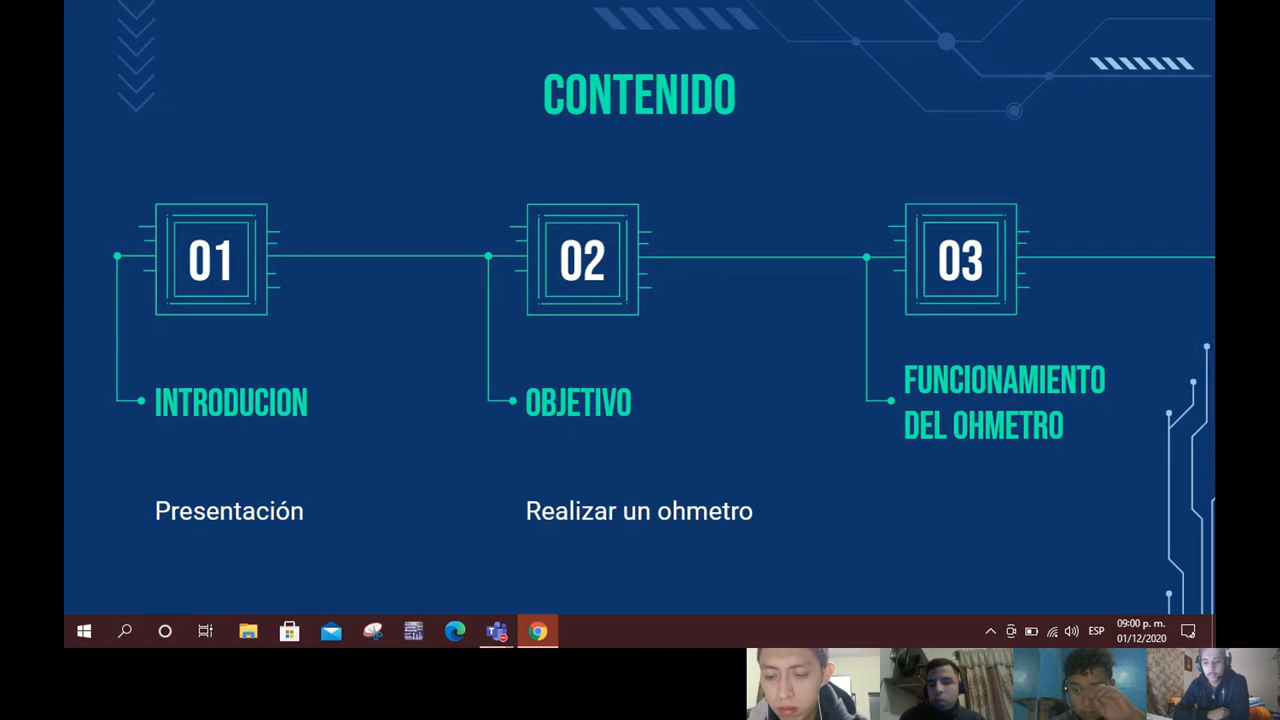 CONTENIDO
01
02
03
INTRODUCION
OBJETIVO
FUNCIONAMIENTO
DEL OHMETRO
Presentación
Realizar un ohmetro
ESP
09:00 p. m.
01/12/2020